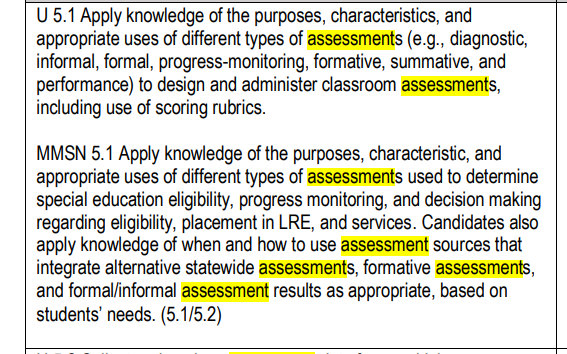 U 5.1 Apply knowledge of the purposes, characteristics, and
appropriate uses of different types of assessments (e.g., diagnostic,
informal, formal, progress-monitoring, formative, summative, and
performance) to design and administer classroom assessments,
including use of scoring rubrics.
MMSN 5.1 Apply knowledge of the purposes, characteristic, and
appropriate uses of different types of assessments used to determine
special education eligibility, progress monitoring, and decision making
regarding eligibility, placement in LRE, and services. Candidates also
apply knowledge of when and how to use assessment sources that
integrate alternative statewide assessments, formative assessments,
and formal/informal assessment results as appropriate, based on
students’ needs. (5.1/5.2)